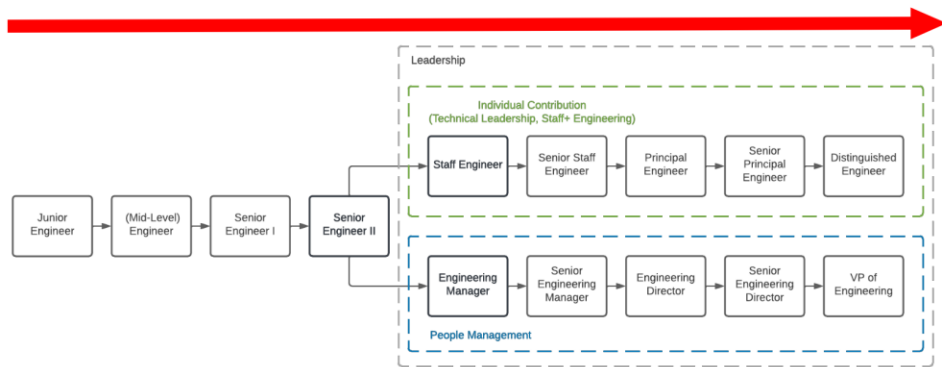 Leadership
Individual Contribution
(Technical Leadership, Staff+ Engineering)
Staff Engineer
Senior Staff
Engineer
Principal
Engineer
Senior
Principal
Engineer
Distinguished
Engineer
Junior
Engineer
(Mid-Level)
Engineer
Senior
Engineer I
Senior
Engineer II
Engineering
Manager
Senior
Engineering
Manager
Engineering
Director
Senior
Engineering
Director
VP of
Engineering
People Management